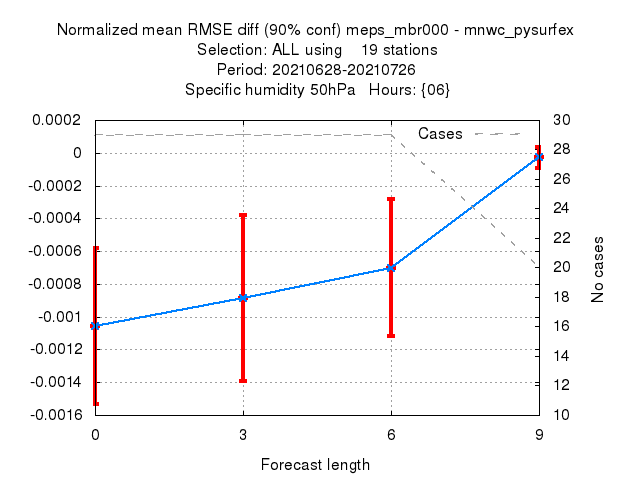 Normalized mean RMSE diff (90% conf) meps_mbr000 - mnwc_pysurfex
Selection: ALL using    19 stations
Period: 20210628-20210726
Specific humidity 50hPa   Hours: {06}
0.0002
0
-0.0002
-0.0004
-0.0006
-0.0008
-0.001
-0.0012
-0.0014
-0.0016
Cases
30
28
26
24
22
20
18
16
14
12
10
No cases
0 3 6 9
Forecast length